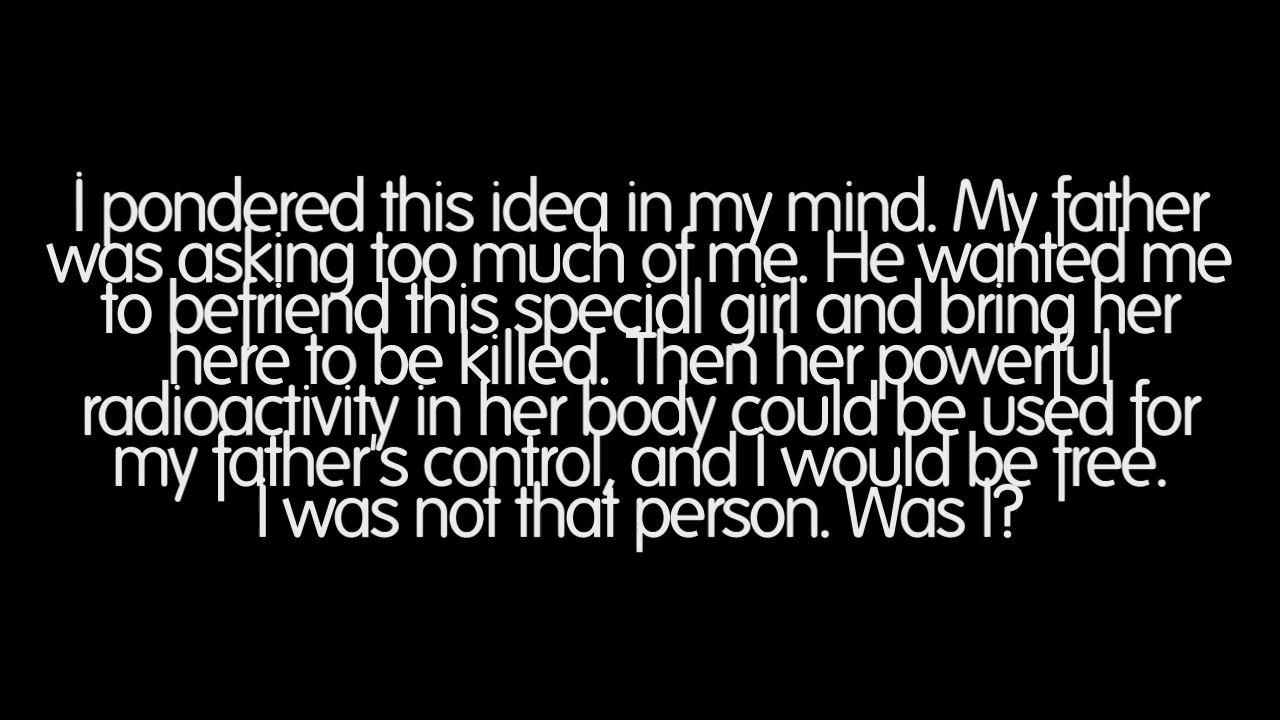 I pondered this idea in my mind. My father
was asking too much of me. He wanted me
to befriend this special girl and bring her
here to be killed. Then her powerful
radioactivity in her body could be used for
my father's control, and I would be free.
I was not that person. Was I?